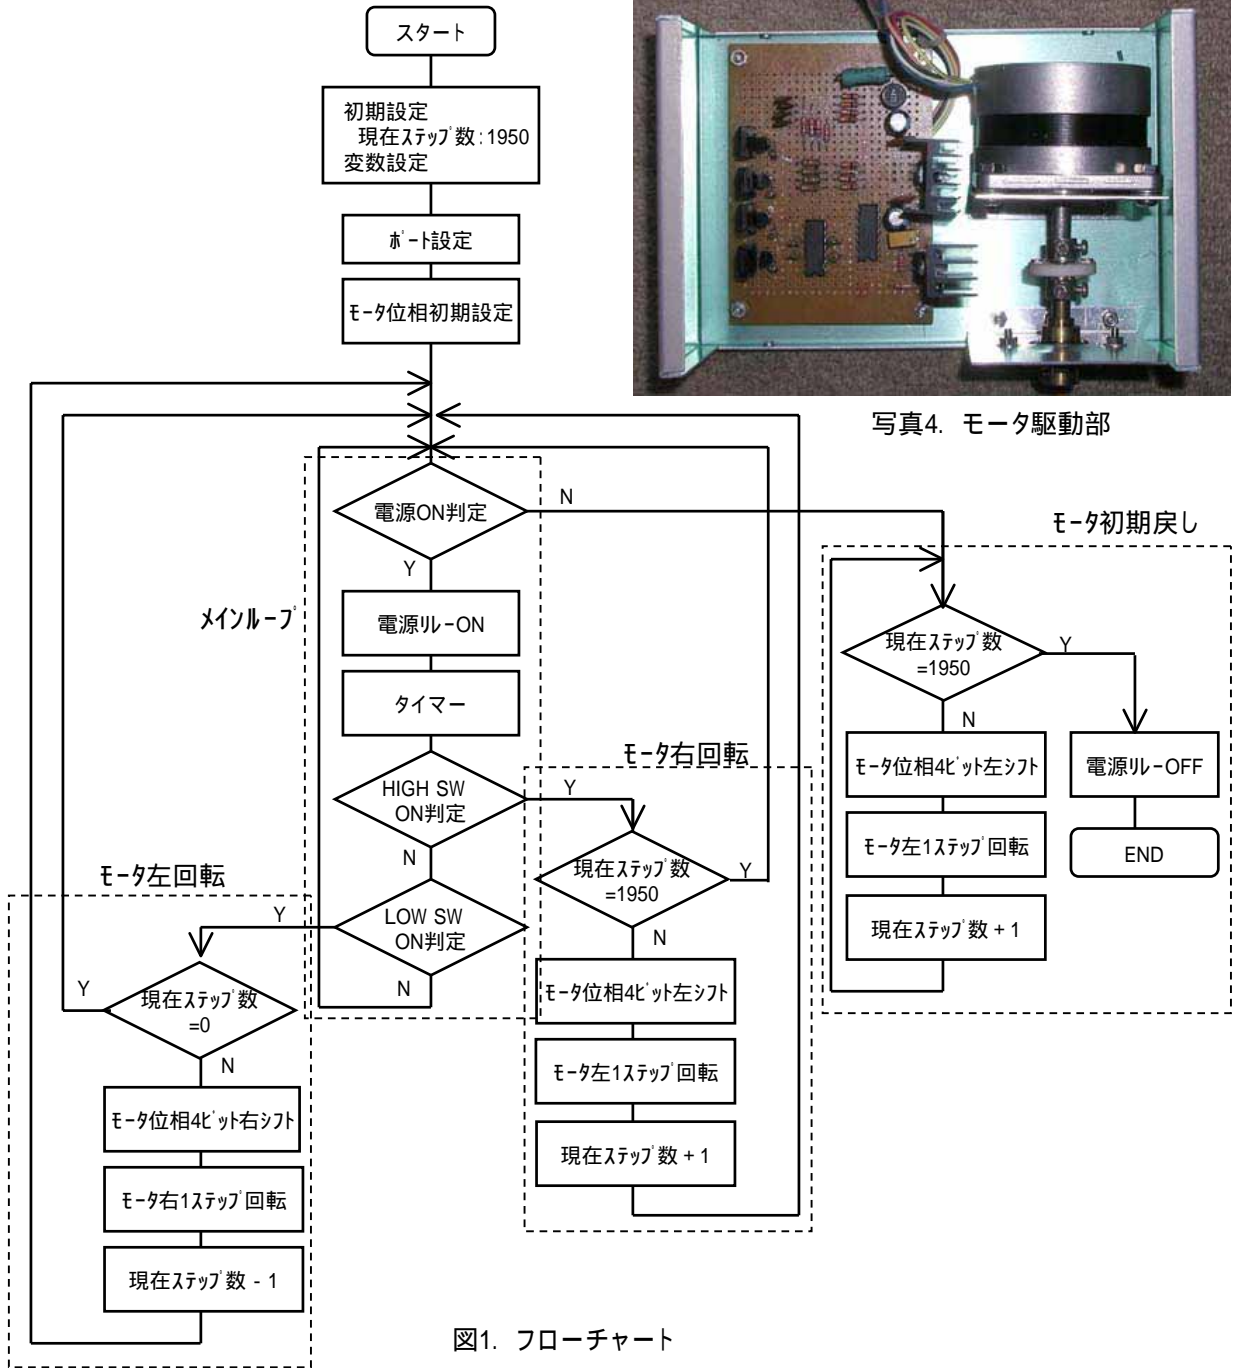 スタート
初期設定
現在ステップ数:1950
変数設定
ポート設定
モータ位相初期設定
写真4. モータ駆動部
メインループ
電源ON判定
N
Y
電源リレーON
タイマー
HIGH SW
ON判定
Y
N
LOW SW
ON判定
Y
N
モータ初期戻し
現在ステップ数
=1950
Y
N
モータ位相4ビット左シフト
モータ左1ステップ回転
現在ステップ数 + 1
電源リレーOFF
END
モータ右回転
現在ステップ数
=1950
Y
N
モータ位相4ビット左シフト
モータ左1ステップ回転
現在ステップ数 + 1
モータ左回転
現在ステップ数
=0
Y
N
モータ位相4ビット右シフト
モータ右1ステップ回転
現在ステップ数 - 1
図1. フローチャート